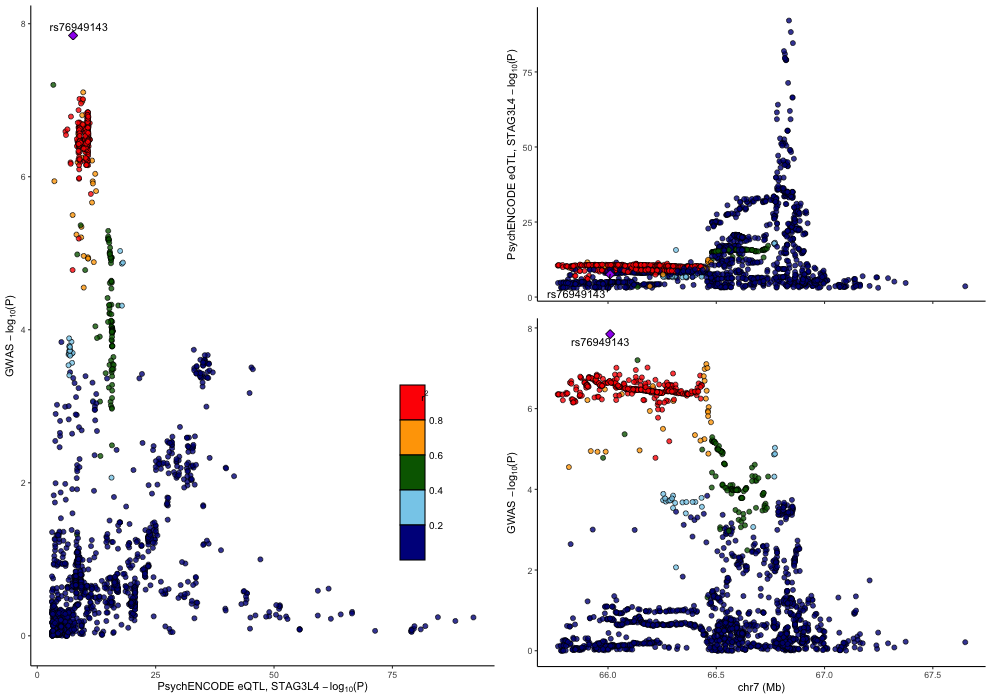 rs76949143
8
6
4
2
0
GWAS − log10(P)
0
25
50
75
PsychENCODE eQTL, STAG3L4 − log10(P)
r2
0.8
0.6
0.4
0.2
75
50
25
0
PsychENCODE eQTL, STAG3L4 − log10(P)
rs76949143
rs76949143
8
6
4
2
0
GWAS − log10(P)
66.0
66.5
67.0
67.5
chr7 (Mb)